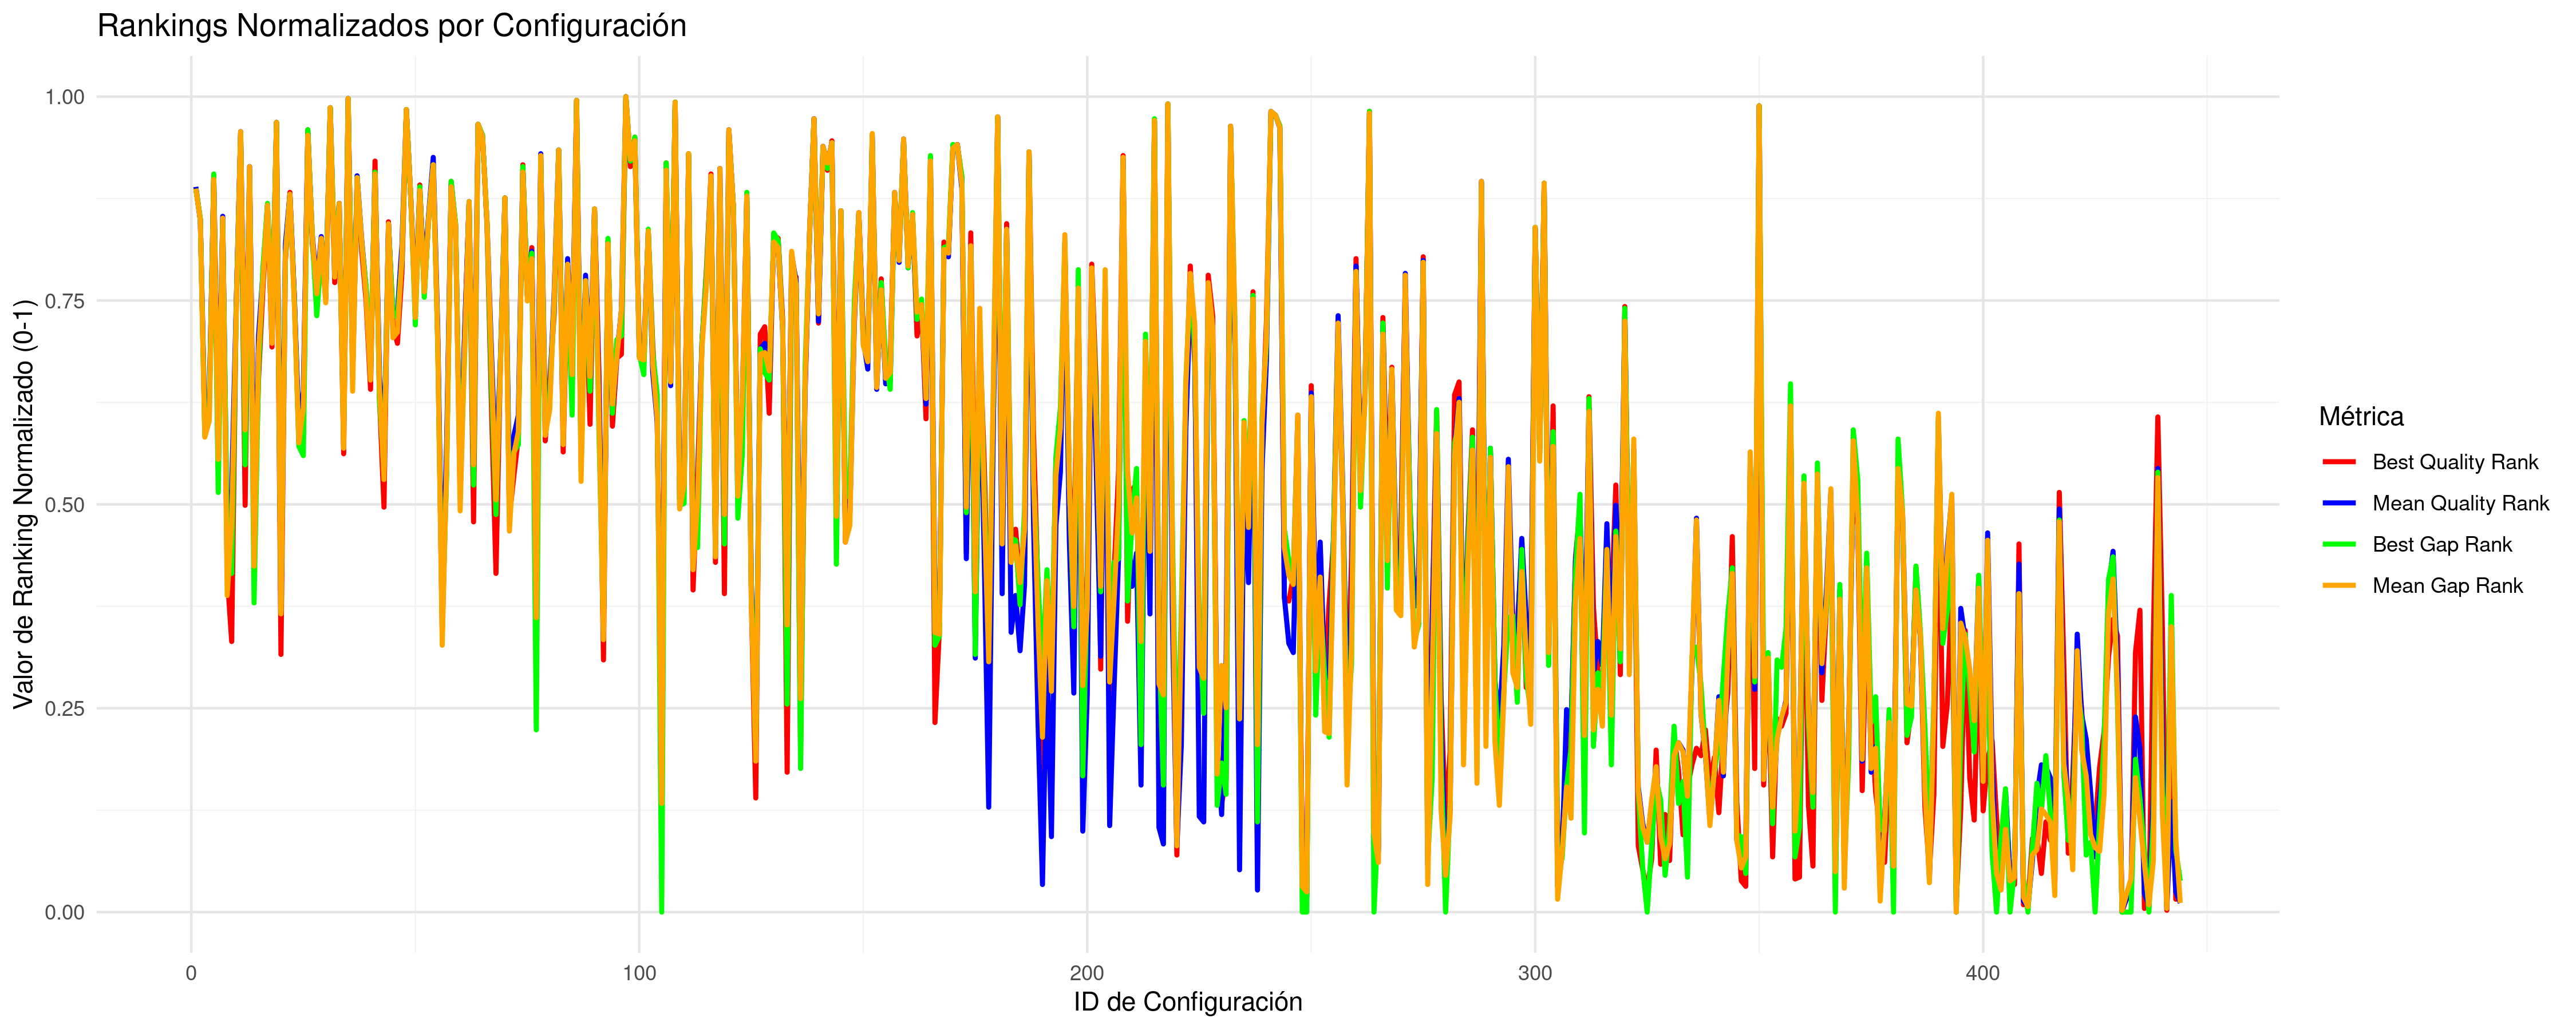 Rankings Normalizados por Configuración
Valor de Ranking Normalizado (0-1)
1.00
0.75
0.50
0.25
0.00
0
100
200
300
400
ID de Configuración
Métrica
Best Quality Rank
Mean Quality Rank
Best Gap Rank
Mean Gap Rank